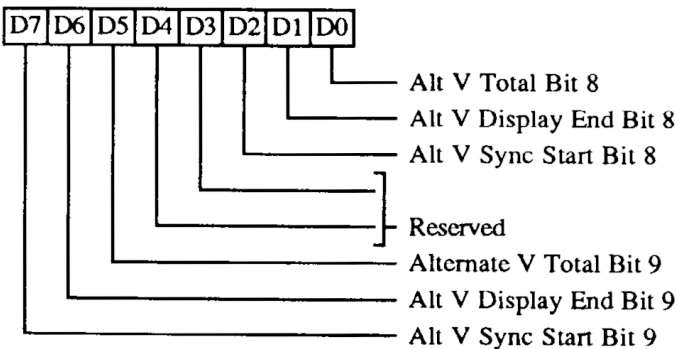 D7 D6 D5 D4 D3 D2 D1 D0
Alt V Total Bit 8
Alt V Display End Bit 8
Alt V Sync Start Bit 8
Reserved
Alternate V Total Bit 9
Alt V Display End Bit 9
Alt V Sync Start Bit 9